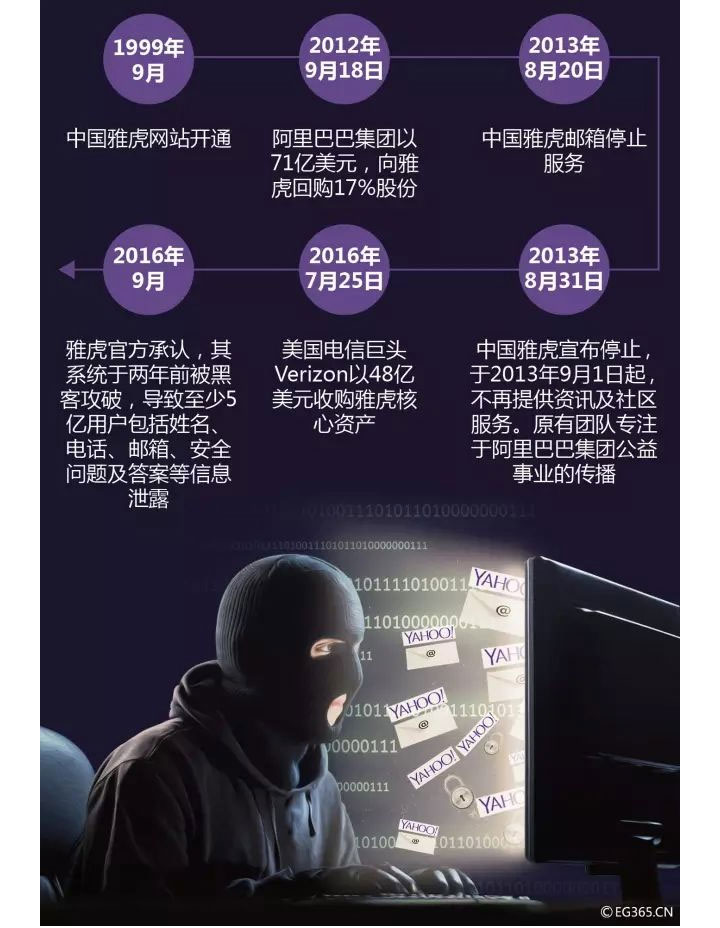 1999年
9月
2012年
9月18日
2013年
8月20日
中国雅虎网站开通
阿里巴巴集团以
71亿美元，向雅
虎回购17%股份
中国雅虎邮箱停止
服务
2013年
8月31日
2016年
7月25日
2016年
9月
中国雅虎宣布停止，
于2013年9月1日起，
不再提供资讯及社区
服务。原有团队专注
于阿里巴巴集团公益
事业的传播
美国电信巨头
Verizon以48亿
美元收购雅虎核
心资产
雅虎官方承认，其
系统于两年前被黑
客攻破，导致至少5
亿用户包括姓名、
电话、邮箱、安全
问题及答案等信息
泄露
YAHOO!
@
YAHOO!
@
YAHOO!
@
YAHOO!
YAHOO!
YAHOO!
@
©EG365.CN